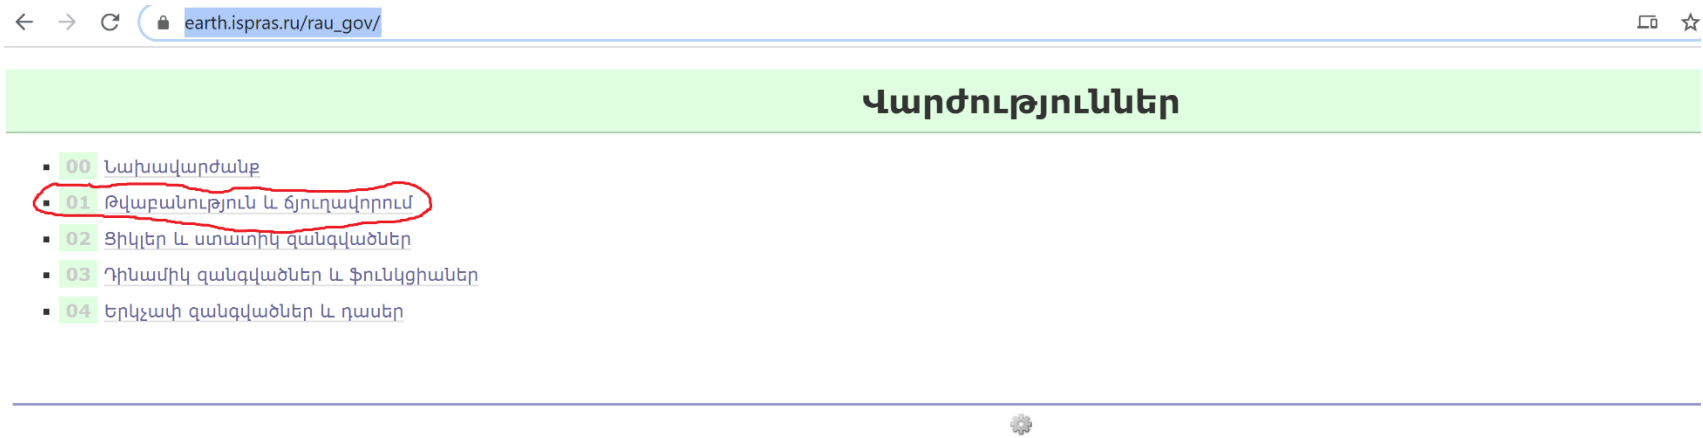 earth.ispras.ru/rau_gov/
Վարժություններ
00 Նախավարժանք
01 Թվաբանություն և ճյուղավորում
02 Ցիկլեր և ստատիկ զանգվածներ
03 Դինամիկ զանգվածներ և ֆունկցիաներ
04 Երկչափ զանգվածներ և դասեր